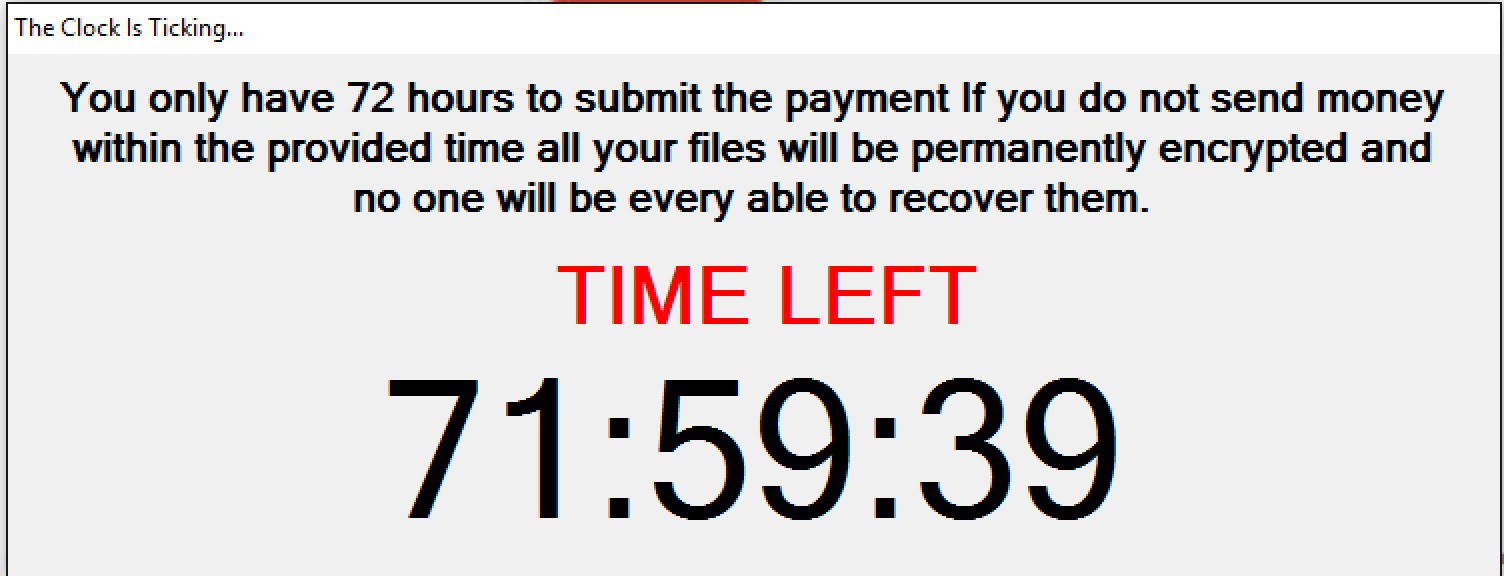 The Clock Is Ticking...
You only have 72 hours to submit the payment If you do not send money
within the provided time all your files will be permanently encrypted and
no one will be every able to recover them.
TIME LEFT
71:59:39